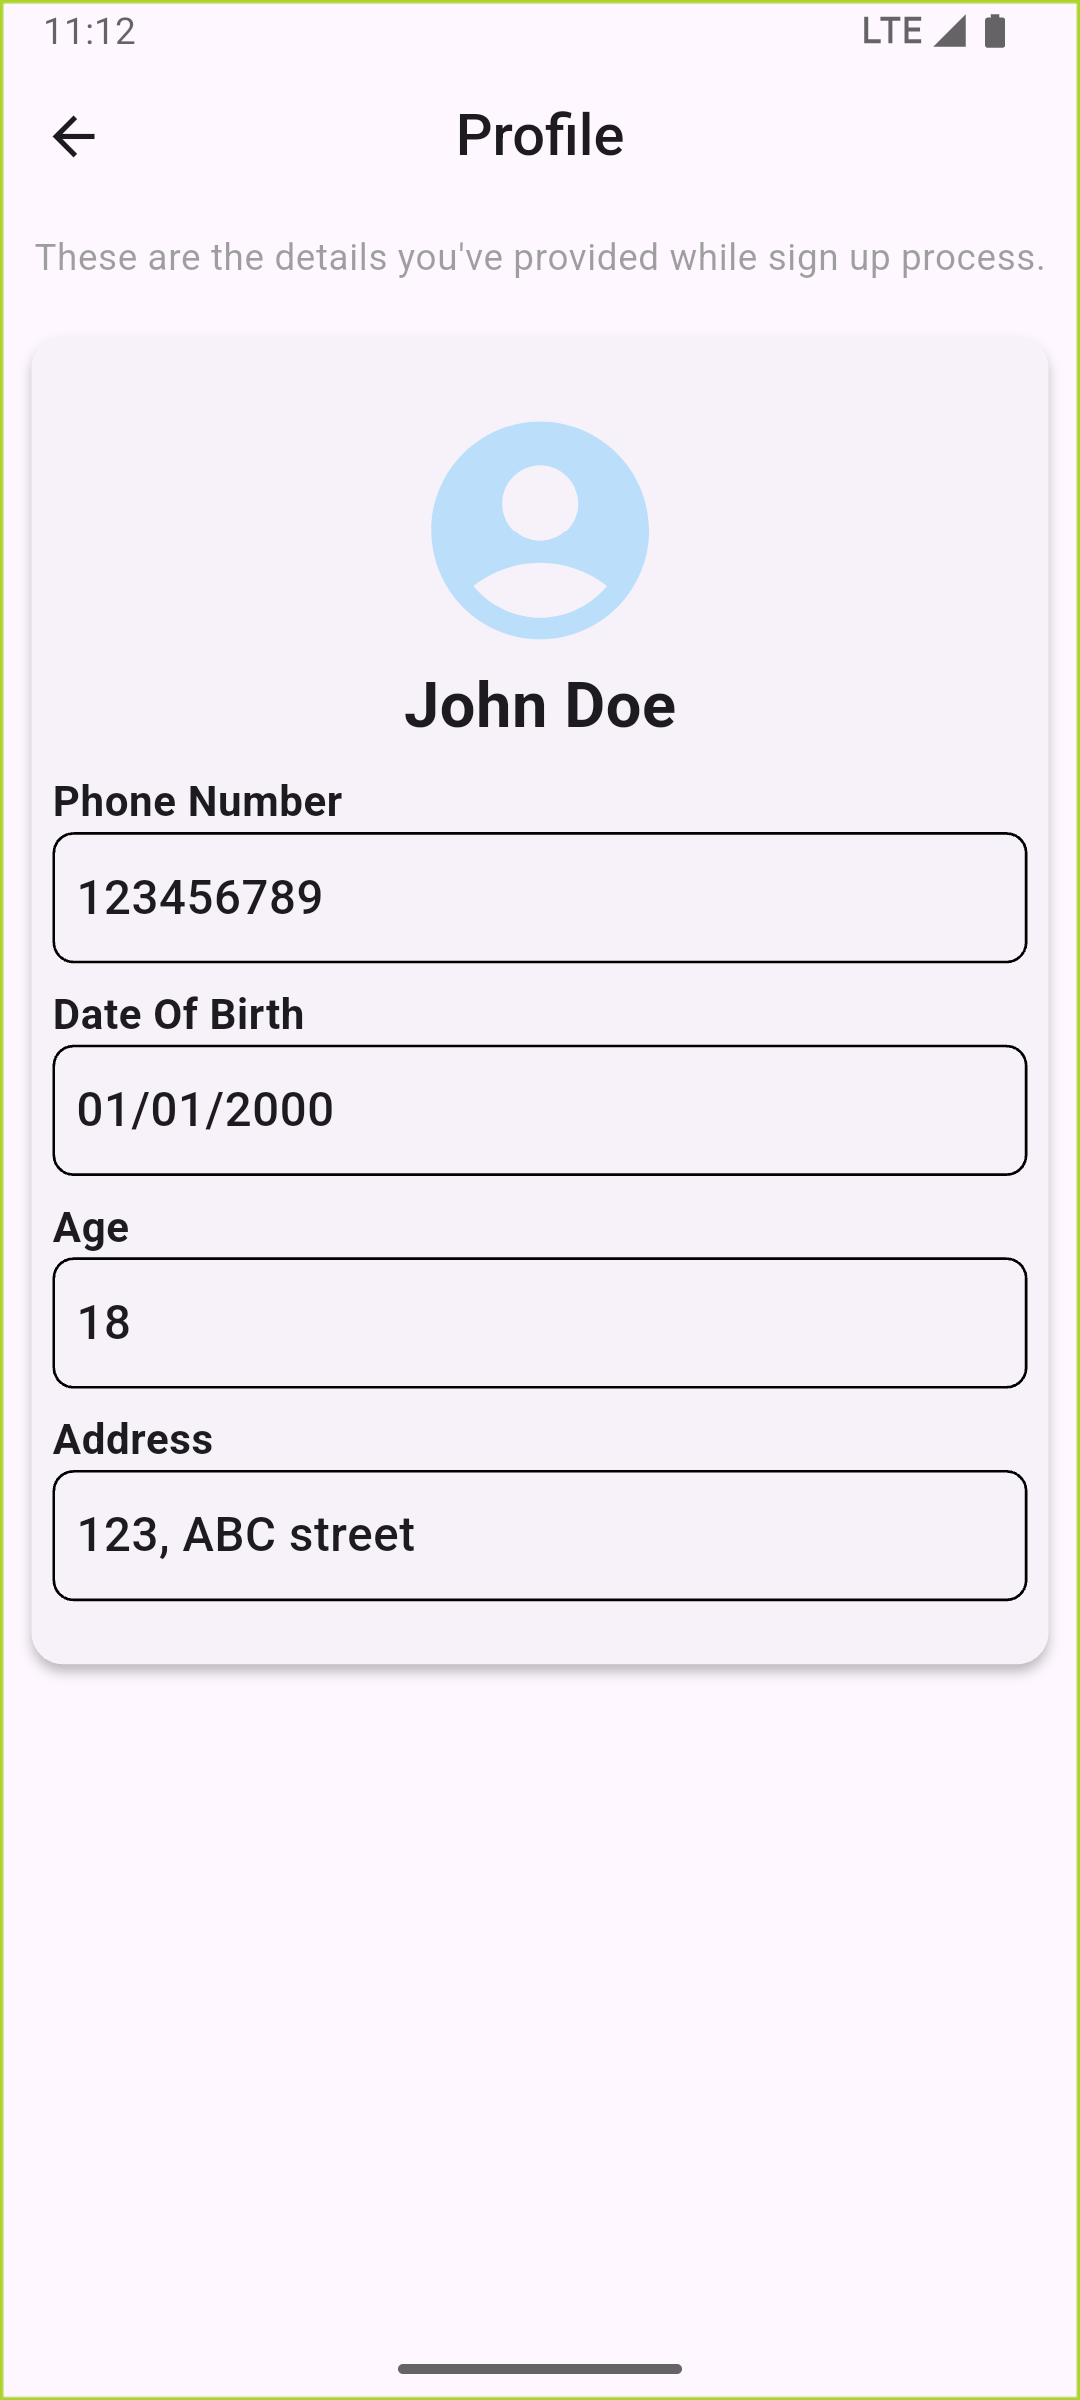 11:12 LTE
Profile
These are the details you've provided while sign up process.
John Doe
Phone Number
123456789
Date Of Birth
01/01/2000
Age
18
Address
123, ABC street